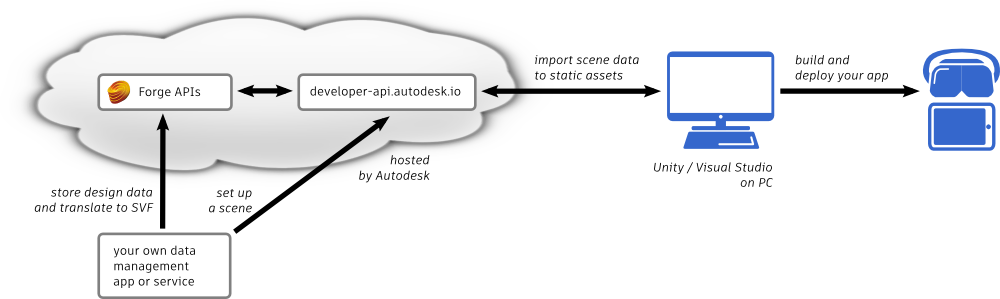 import scene data
to static assets
build and
deploy your app
Forge APIs
developer-api.autodesk.io
hosted
by Autodesk
Unity / Visual Studio
on PC
store design data
and translate to SVF
set up
a scene
your own data
management
app or service